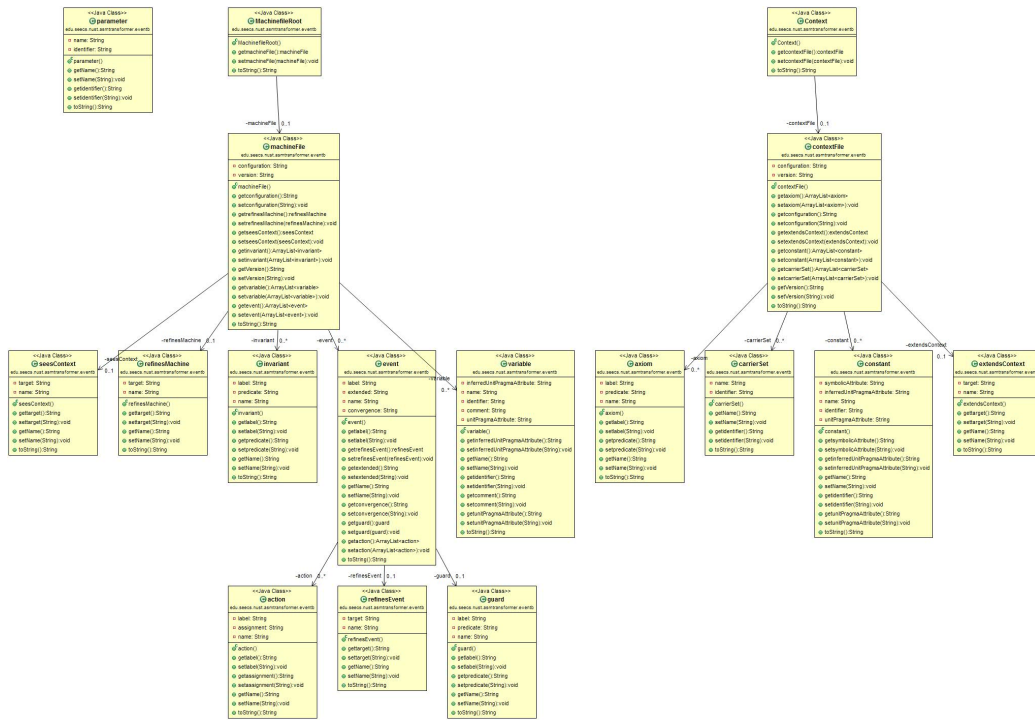 <<Java Class>>
parameter
edu.seecs.nust.asmtransformer.eventb
name: String
identifier: String
parameter()
getName():String
setName(String):void
getidentifier():String
setidentifier(String):void
toString():String
<<Java Class>>
MachinefileRoot
edu.seecs.nust.asmtransformer.eventb
MachinefileRoot()
getmachineFile():machineFile
setmachineFile(machineFile):void
toString():String
<<Java Class>>
Context
edu.seecs.nust.asmtransformer.eventb
Context()
getcontextFile():contextFile
setcontextFile(contextFile):void
toString():String
-machineFile 0..1
-contextFile 0..1
<<Java Class>>
machineFile
edu.seecs.nust.asmtransformer.eventb
configuration: String
version: String
machineFile()
getconfiguration():String
setconfiguration(String):void
getrefinesMachine():refinesMachine
setrefinesMachine(refinesMachine):void
getseesContext():seesContext
setseesContext(seesContext):void
getinvariant():ArrayList<invariant>
setinvariant(ArrayList<invariant>):void
getVersion():String
setVersion(String):void
getvariable():ArrayList<variable>
setvariable(ArrayList<variable>):void
getevent():ArrayList<event>
setevent(ArrayList<event>):void
toString():String
<<Java Class>>
contextFile
edu.seecs.nust.asmtransformer.eventb
configuration: String
version: String
contextFile()
getaxiom():ArrayList<axiom>
setaxiom(ArrayList<axiom>):void
getconfiguration():String
setconfiguration(String):void
getextendsContext():extendsContext
setextendsContext(extendsContext):void
getconstant():ArrayList<constant>
setconstant(ArrayList<constant>):void
getcarrierSet():ArrayList<carrierSet>
setcarrierSet(ArrayList<carrierSet>):void
getVersion():String
setVersion(String):void
toString():String
-seesContext 0..1
-refinesMachine 0..1
-invariant 0..*
-event 0..*
-variable 0..*
-axiom 0..*
-carrierSet 0..*
-constant 0..*
-extendsContext 0..1
<<Java Class>>
seesContext
edu.seecs.nust.asmtransformer.eventb
target: String
name: String
seesContext()
gettarget():String
settarget(String):void
getName():String
setName(String):void
toString():String
<<Java Class>>
refinesMachine
edu.seecs.nust.asmtransformer.eventb
target: String
name: String
refinesMachine()
gettarget():String
settarget(String):void
getName():String
setName(String):void
toString():String
<<Java Class>>
invariant
edu.seecs.nust.asmtransformer.eventb
label: String
predicate: String
name: String
invariant()
getlabel():String
setlabel(String):void
getpredicate():String
setpredicate(String):void
getName():String
setName(String):void
toString():String
<<Java Class>>
event
edu.seecs.nust.asmtransformer.eventb
label: String
extended: String
name: String
convergence: String
event()
getlabel():String
setlabel(String):void
getrefinesEvent():refinesEvent
setrefinesEvent(refinesEvent):void
getextended():String
setextended(String):void
getName():String
setName(String):void
getconvergence():String
setconvergence(String):void
getguard():guard
setguard(guard):void
getaction():ArrayList<action>
setaction(ArrayList<action>):void
toString():String
<<Java Class>>
variable
edu.seecs.nust.asmtransformer.eventb
inferredUnitPragmaAttribute: String
name: String
identifier: String
comment: String
unitPragmaAttribute: String
variable()
getinferredUnitPragmaAttribute():String
setinferredUnitPragmaAttribute(String):void
getName():String
setName(String):void
getidentifier():String
setidentifier(String):void
getcomment():String
setcomment(String):void
getunitPragmaAttribute():String
setunitPragmaAttribute(String):void
toString():String
<<Java Class>>
axiom
edu.seecs.nust.asmtransformer.eventb
label: String
predicate: String
name: String
axiom()
getlabel():String
setlabel(String):void
getpredicate():String
setpredicate(String):void
getName():String
setName(String):void
toString():String
<<Java Class>>
carrierSet
edu.seecs.nust.asmtransformer.eventb
name: String
identifier: String
carrierSet()
getName():String
setName(String):void
getidentifier():String
setidentifier(String):void
toString():String
<<Java Class>>
constant
edu.seecs.nust.asmtransformer.eventb
symbolicAttribute: String
inferredUnitPragmaAttribute: String
name: String
identifier: String
unitPragmaAttribute: String
constant()
getsymbolicAttribute():String
setsymbolicAttribute(String):void
getinferredUnitPragmaAttribute():String
setinferredUnitPragmaAttribute(String):void
getName():String
setName(String):void
getidentifier():String
setidentifier(String):void
getunitPragmaAttribute():String
setunitPragmaAttribute(String):void
toString():String
<<Java Class>>
extendsContext
edu.seecs.nust.asmtransformer.eventb
target: String
name: String
extendsContext()
gettarget():String
settarget(String):void
getName():String
setName(String):void
toString():String
-action 0..*
-refinesEvent 0..1
-guard 0..1
<<Java Class>>
action
edu.seecs.nust.asmtransformer.eventb
label: String
assignment: String
name: String
action()
getlabel():String
setlabel(String):void
getassignment():String
setassignment(String):void
getName():String
setName(String):void
toString():String
<<Java Class>>
refinesEvent
edu.seecs.nust.asmtransformer.eventb
target: String
name: String
refinesEvent()
gettarget():String
settarget(String):void
getName():String
setName(String):void
toString():String
<<Java Class>>
guard
edu.seecs.nust.asmtransformer.eventb
label: String
predicate: String
name: String
guard()
getlabel():String
setlabel(String):void
getpredicate():String
setpredicate(String):void
getName():String
setName(String):void
toString():String